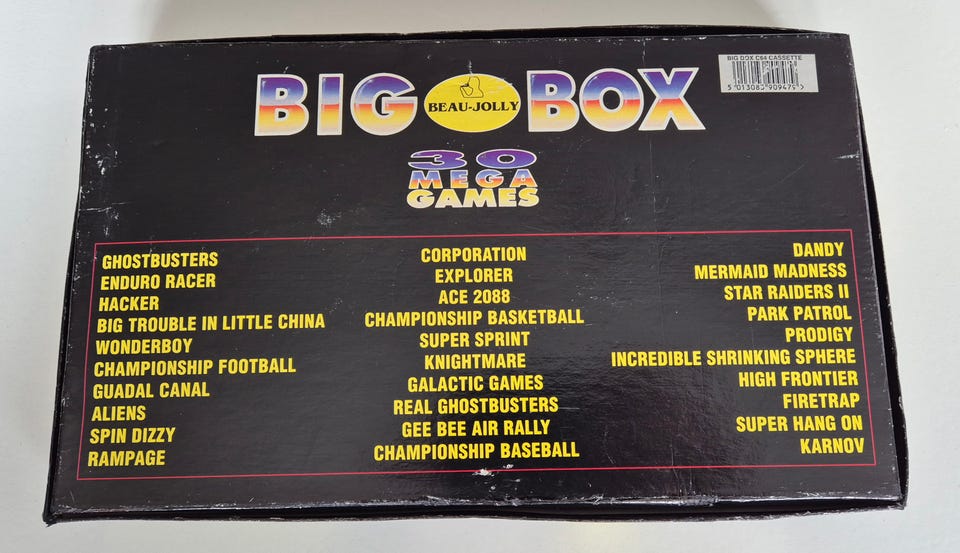 BIG BOX C64 CASSETTE
5 013083 909479
BIG BEAU-JOLLY BOX
30
MEGA
GAMES
GHOSTBUSTERS
ENDURO RACER
HACKER
BIG TROUBLE IN LITTLE CHINA
WONDERBOY
CHAMPIONSHIP FOOTBALL
GUADAL CANAL
ALIENS
SPIN DIZZY
RAMPAGE
CORPORATION
EXPLORER
ACE 2088
CHAMPIONSHIP BASKETBALL
SUPER SPRINT
KNIGHTMARE
GALACTIC GAMES
REAL GHOSTBUSTERS
GEE BEE AIR RALLY
CHAMPIONSHIP BASEBALL
DANDY
MERMAID MADNESS
STAR RAIDERS II
PARK PATROL
PRODIGY
INCREDIBLE SHRINKING SPHERE
HIGH FRONTIER
FIRETRAP
SUPER HANG ON
KARNOV